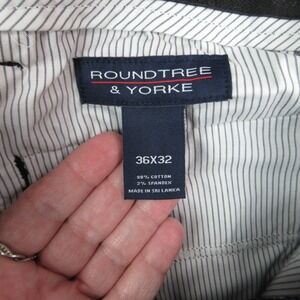 ROUNDTREE
& YORKE
36X32
98% COTTON
2% SPANDEX
MADE IN SRI LANKA